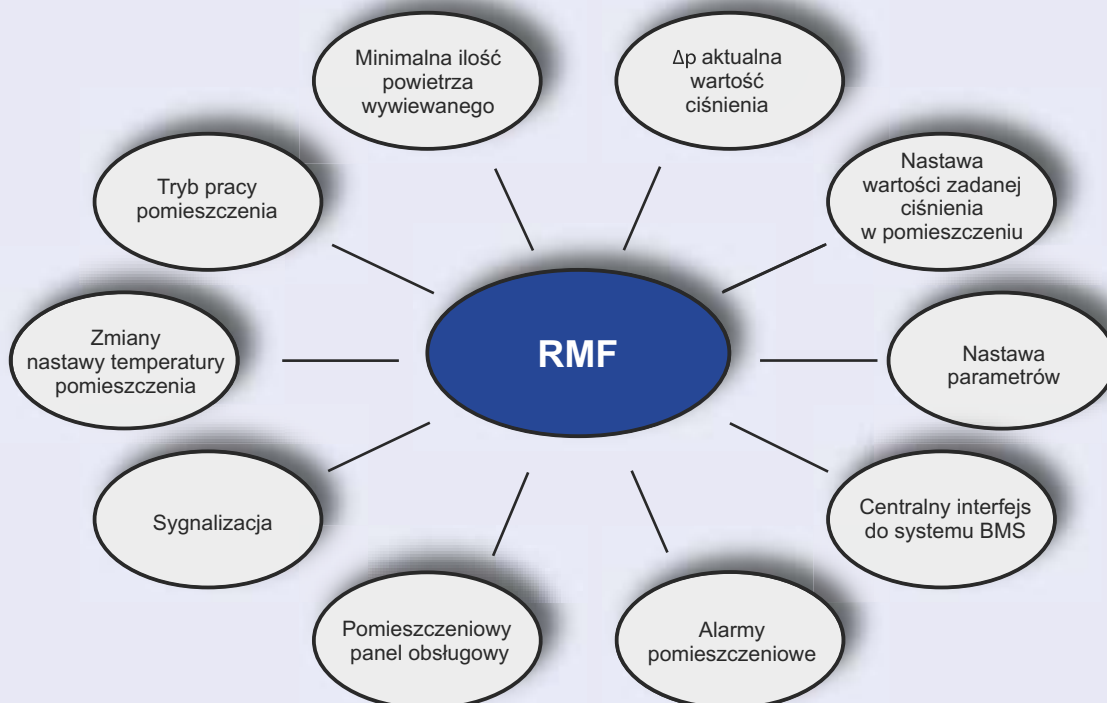 Minimalna ilość
powietrza
wywiewanego
Δp aktualna
wartość
ciśnienia
Tryb pracy
pomieszczenia
Nastawa
wartości zadanej
ciśnienia
w pomieszczeniu
Zmiany
nastawy temperatury
pomieszczenia
RMF
Nastawa
parametrów
Sygnalizacja
Centralny interfejs
do systemu BMS
Pomieszczeniowy
panel obsługowy
Alarmy
pomieszczeniowe